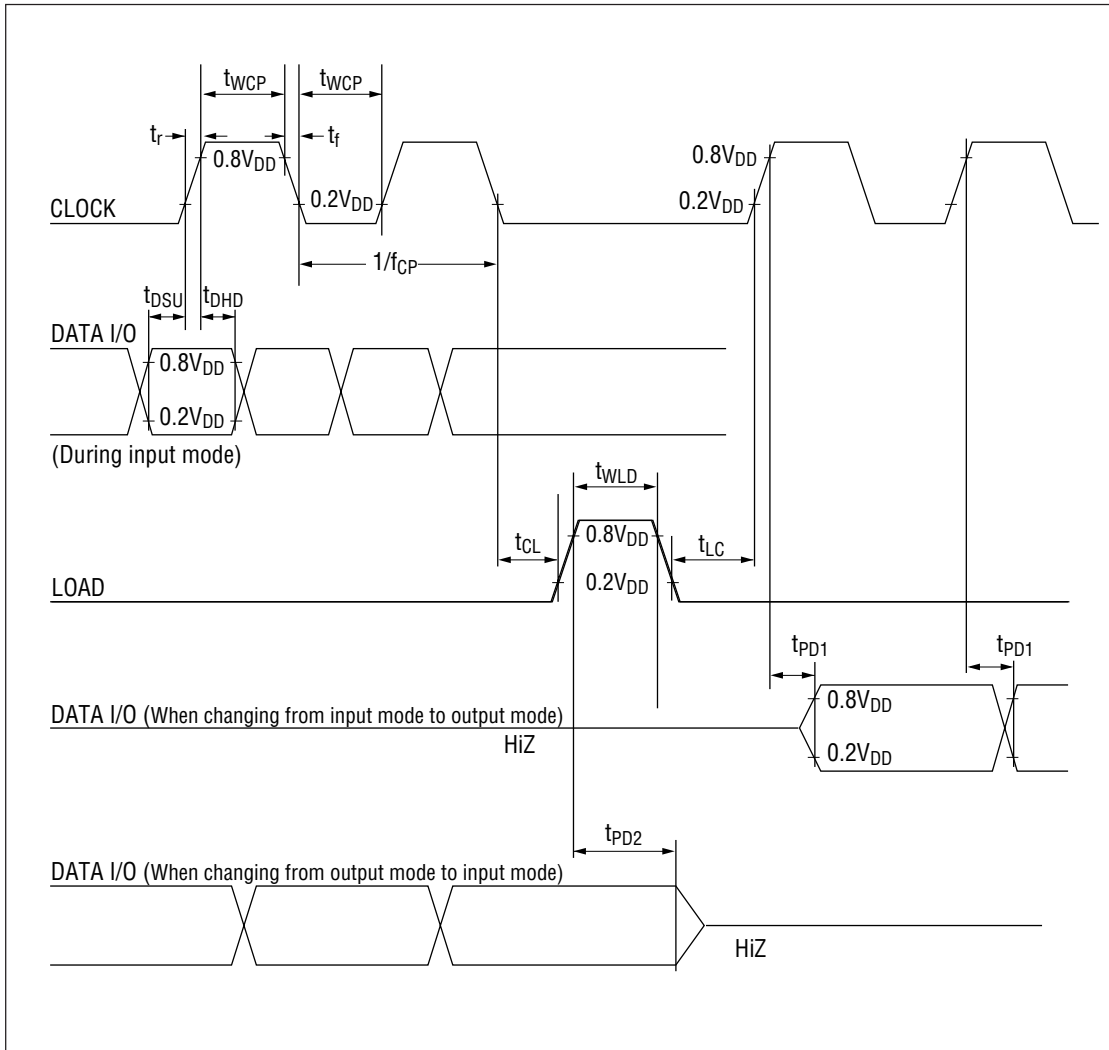 tWCP tWCP
tr tf
0.8VDD 0.8VDD
CLOCK 0.2VDD 0.2VDD
1/fCP
tDSU tDHD
DATA I/O
0.8VDD
0.2VDD
(During input mode)
tWLD
tCL 0.8VDD tLC
LOAD 0.2VDD
tPD1 tPD1
DATA I/O (When changing from input mode to output mode) 0.8VDD
HiZ
0.2VDD
tPD2
DATA I/O (When changing from output mode to input mode)
HiZ